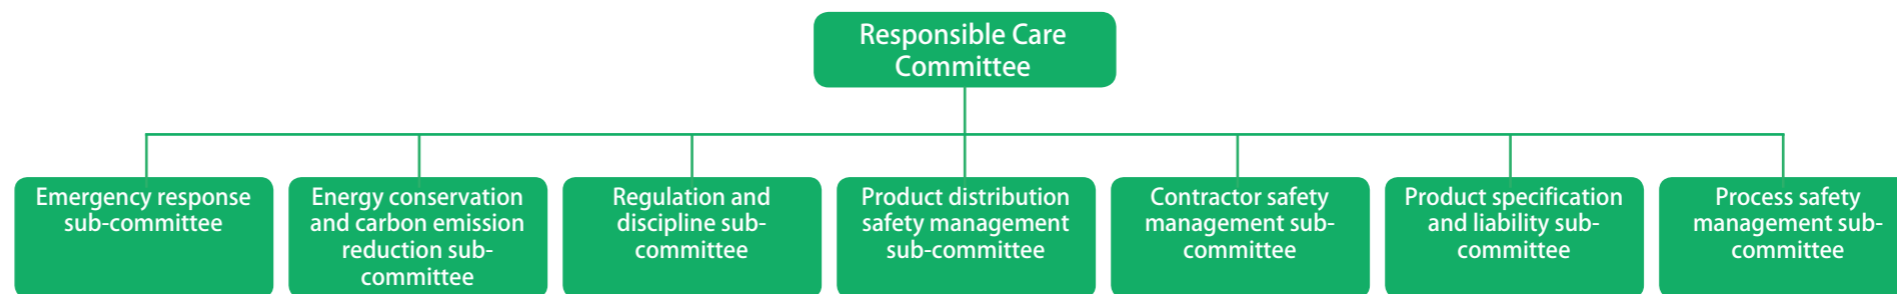 Responsible Care
Committee
Emergency response
sub-committee
Energy conservation
and carbon emission
reduction sub-
committee
Regulation and
discipline sub-
committee
Product distribution
safety management
sub-committee
Contractor safety
management sub-
committee
Product specification
and liability sub-
committee
Process safety
management sub-
committee